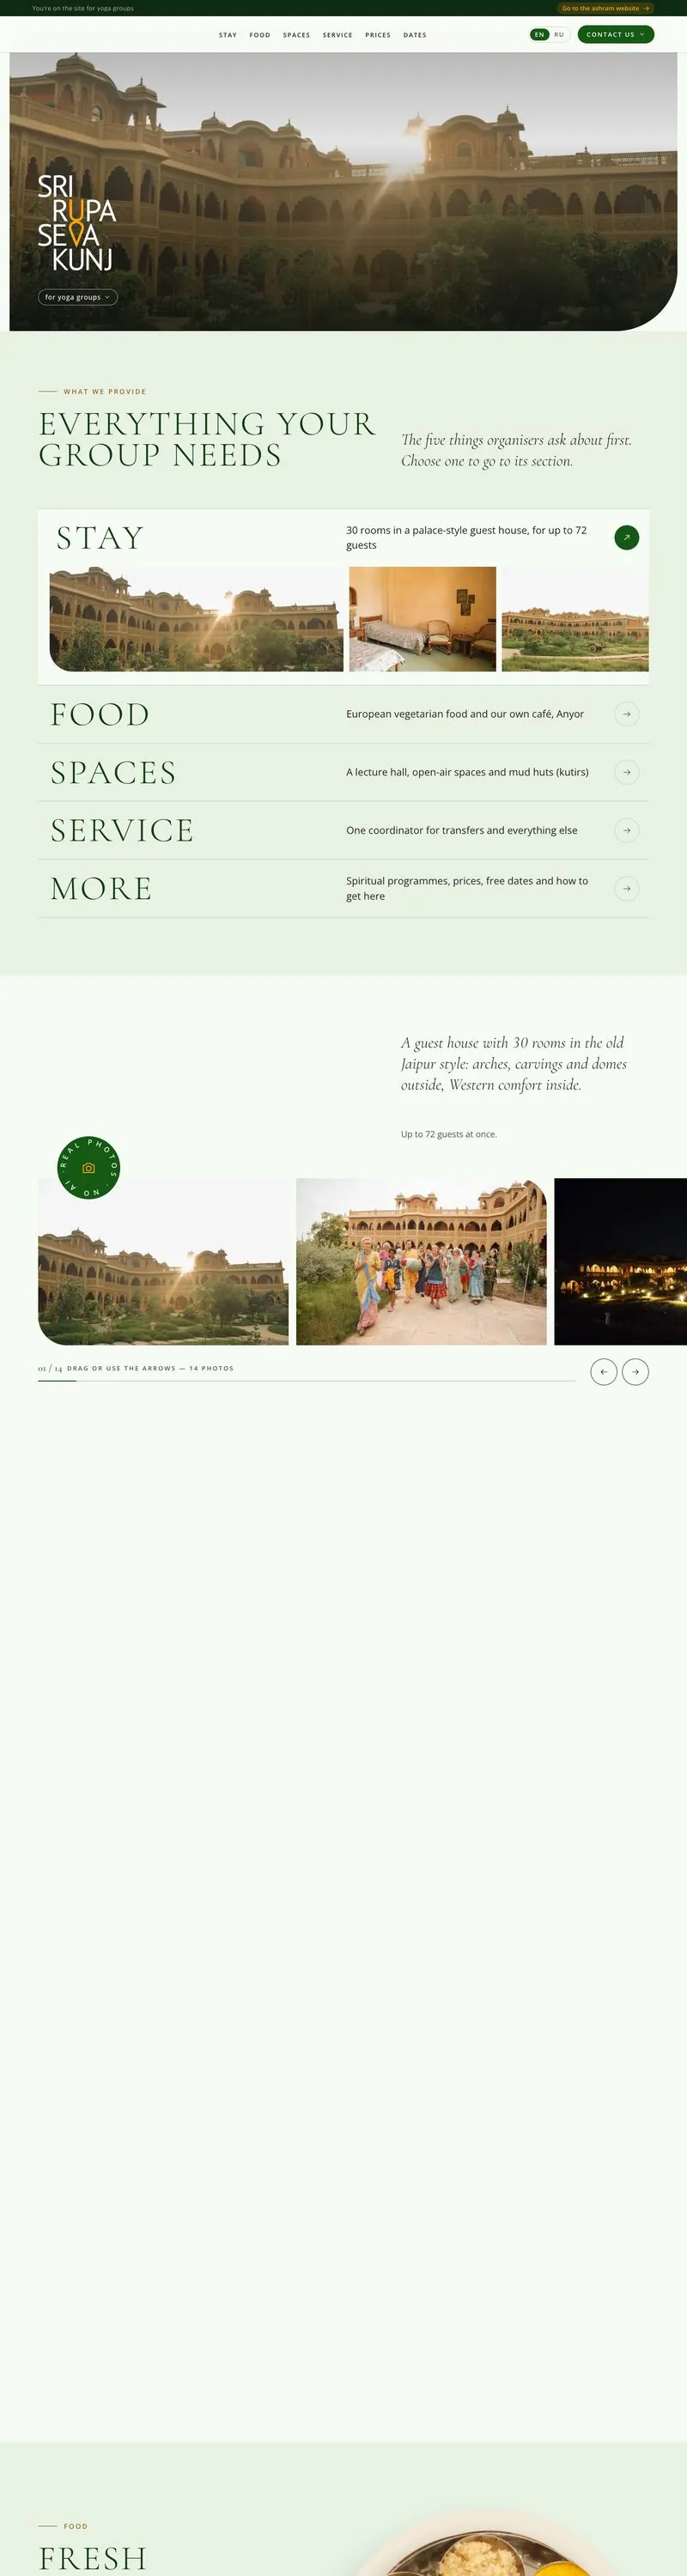 You're on the site for yoga groups
Go to the ashram website →
STAY FOOD SPACES SERVICE PRICES DATES
EN RU
CONTACT US
SRI
RUPA
SEVA
KUNJ
for yoga groups
WHAT WE PROVIDE
EVERYTHING YOUR
GROUP NEEDS
The five things organisers ask about first.
Choose one to go to its section.
STAY
30 rooms in a palace-style guest house, for up to 72
guests
FOOD
European vegetarian food and our own café, Anyor
SPACES
A lecture hall, open-air spaces and mud huts (kutirs)
SERVICE
One coordinator for transfers and everything else
MORE
Spiritual programmes, prices, free dates and how to
get here
A guest house with 30 rooms in the old
Jaipur style: arches, carvings and domes
outside, Western comfort inside.
Up to 72 guests at once.
REAL PHOTOS · NO AI ·
01 / 14 DRAG OR USE THE ARROWS — 14 PHOTOS
FOOD
FRESH